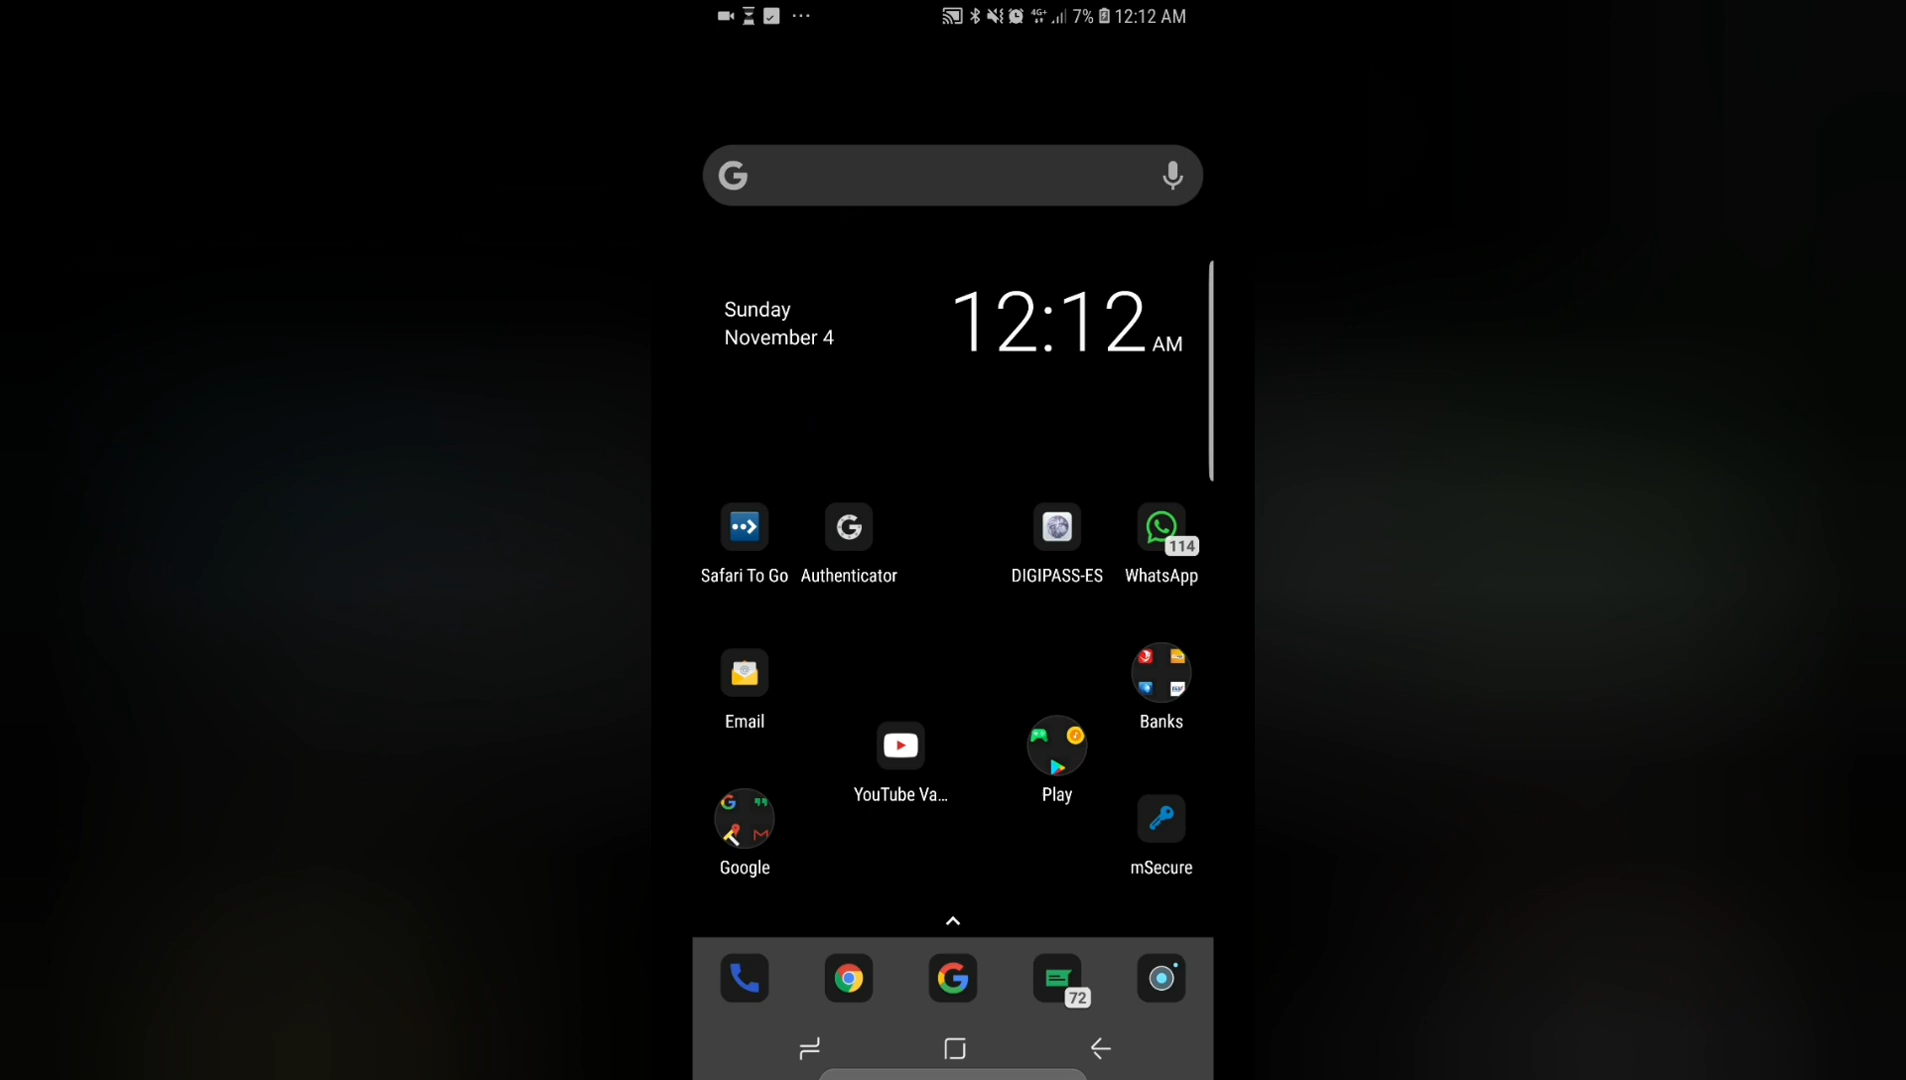 4G+ 7% 12:12 AM
Sunday
November 4
12:12 AM
114
Safari To Go Authenticator DIGIPASS-ES WhatsApp
Email Banks
YouTube Va... Play
Google mSecure
72